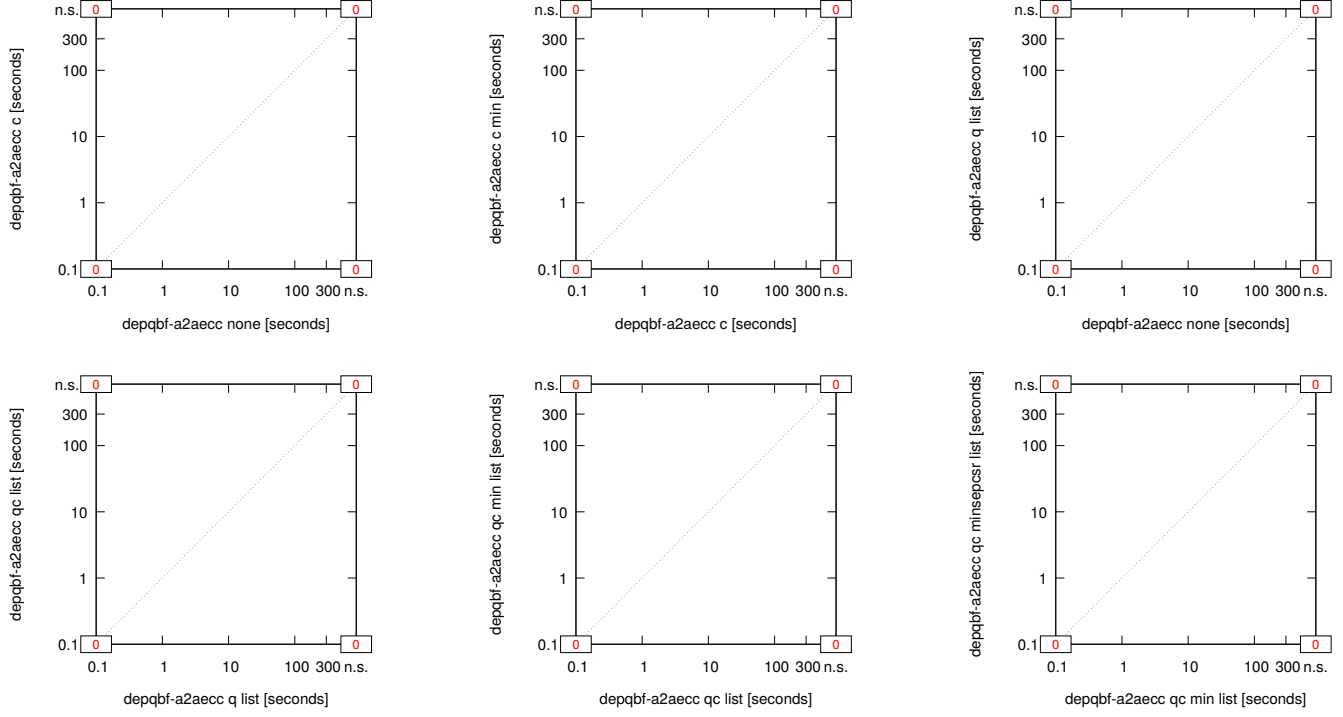 n.s. 0 0
300
100
10
1
0.1 0 0
0.1 1 10 100 300 n.s.
depqbf-a2aecc c [seconds]
depqbf-a2aecc none [seconds]
n.s. 0 0
300
100
10
1
0.1 0 0
0.1 1 10 100 300 n.s.
depqbf-a2aecc c min [seconds]
depqbf-a2aecc c [seconds]
n.s. 0 0
300
100
10
1
0.1 0 0
0.1 1 10 100 300 n.s.
depqbf-a2aecc q list [seconds]
depqbf-a2aecc none [seconds]
n.s. 0 0
300
100
10
1
0.1 0 0
0.1 1 10 100 300 n.s.
depqbf-a2aecc qc list [seconds]
depqbf-a2aecc q list [seconds]
n.s. 0 0
300
100
10
1
0.1 0 0
0.1 1 10 100 300 n.s.
depqbf-a2aecc qc min list [seconds]
depqbf-a2aecc qc list [seconds]
n.s. 0 0
300
100
10
1
0.1 0 0
0.1 1 10 100 300 n.s.
depqbf-a2aecc qc minsepcsr list [seconds]
depqbf-a2aecc qc min list [seconds]